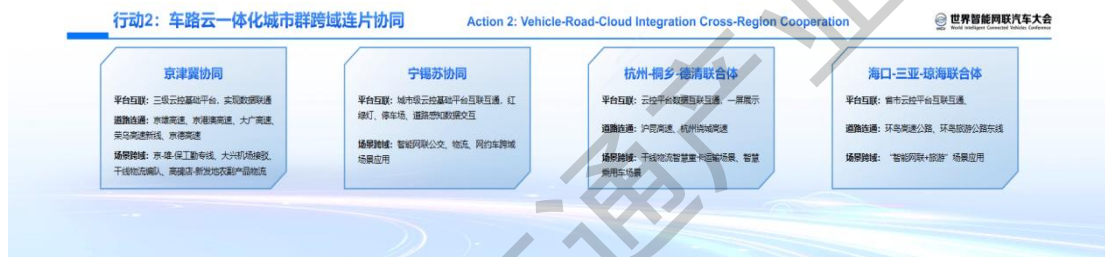 行动2：车路云一体化城市群跨域连片协同
Action 2: Vehicle-Road-Cloud Integration Cross-Region Cooperation
世界智能网联汽车大会
World Intelligent Connected Vehicles Conference
京津冀协同
平台互联：三级云控基础平台、实现数据联通
道路连通：京雄高速、京港澳高速、大广高速、
荣乌高速新线、京德高速
场景跨域：京-雄-保工勤专线、大兴机场接驳、
干线物流编队、高碑店-新发地农副产品物流
宁锡苏协同
平台互联：城市级云控基础平台互联互通、红
绿灯、停车场、道路感知数据交互
场景跨域：智能网联公交、物流、网约车跨域
场景应用
杭州-桐乡-德清联合体
平台互联：云控平台数据互联互通、一屏展示
道路连通：沪昆高速、杭州绕城高速
场景跨域：干线物流智慧重卡运输场景、智慧
乘用车场景
海口-三亚-琼海联合体
平台互联：省市云控平台互联互通、
道路连通：环岛高速公路、环岛旅游公路东线
场景跨域：“智能网联+旅游”场景应用
通产业